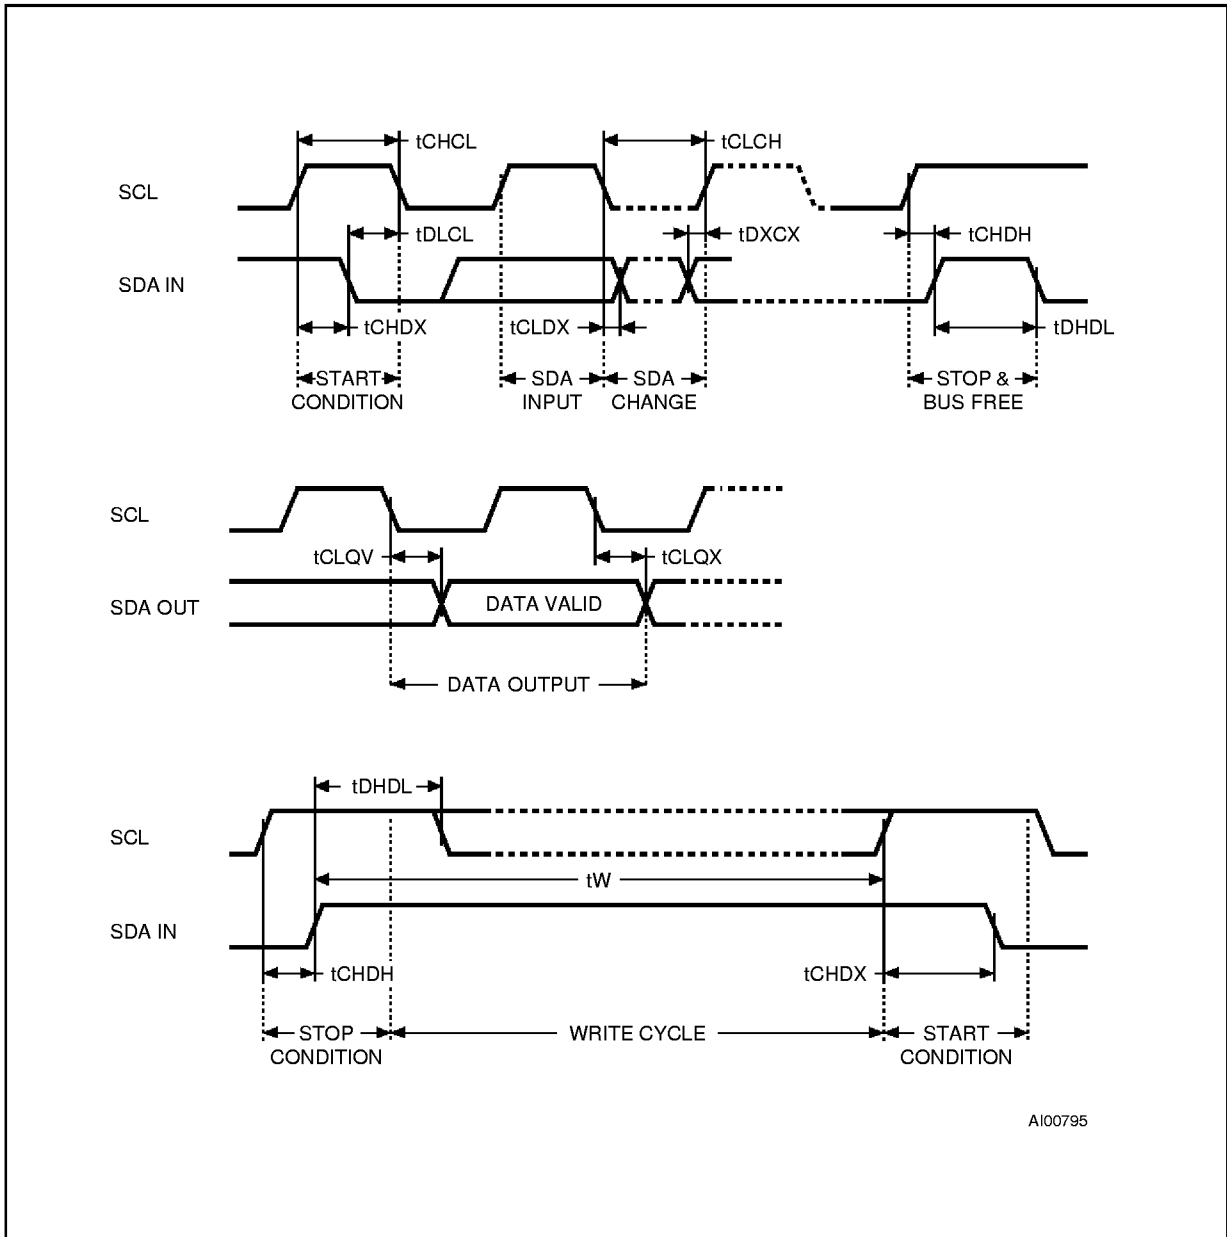 tCHCL
tCLCH
SCL
tDLCL
tDXCX
tCHDH
SDA IN
tCHDX
tCLDX
tDHDL
START
CONDITION
SDA
INPUT
SDA
CHANGE
STOP &
BUS FREE
SCL
tCLQV
tCLQX
SDA OUT
DATA VALID
DATA OUTPUT
tDHDL
SCL
tW
SDA IN
tCHDH
tCHDX
STOP
CONDITION
WRITE CYCLE
START
CONDITION
AI00795